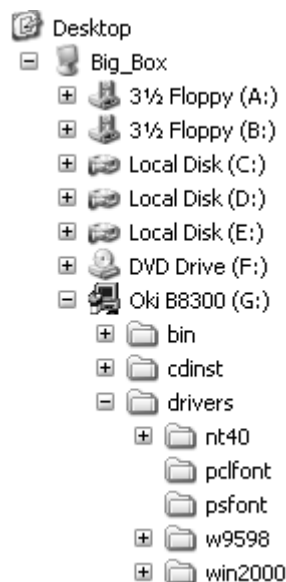 Desktop
Big_Box
3½ Floppy (A:)
3½ Floppy (B:)
Local Disk (C:)
Local Disk (D:)
Local Disk (E:)
DVD Drive (F:)
Oki B8300 (G:)
bin
cdinst
drivers
nt40
pclfont
psfont
w9598
win2000